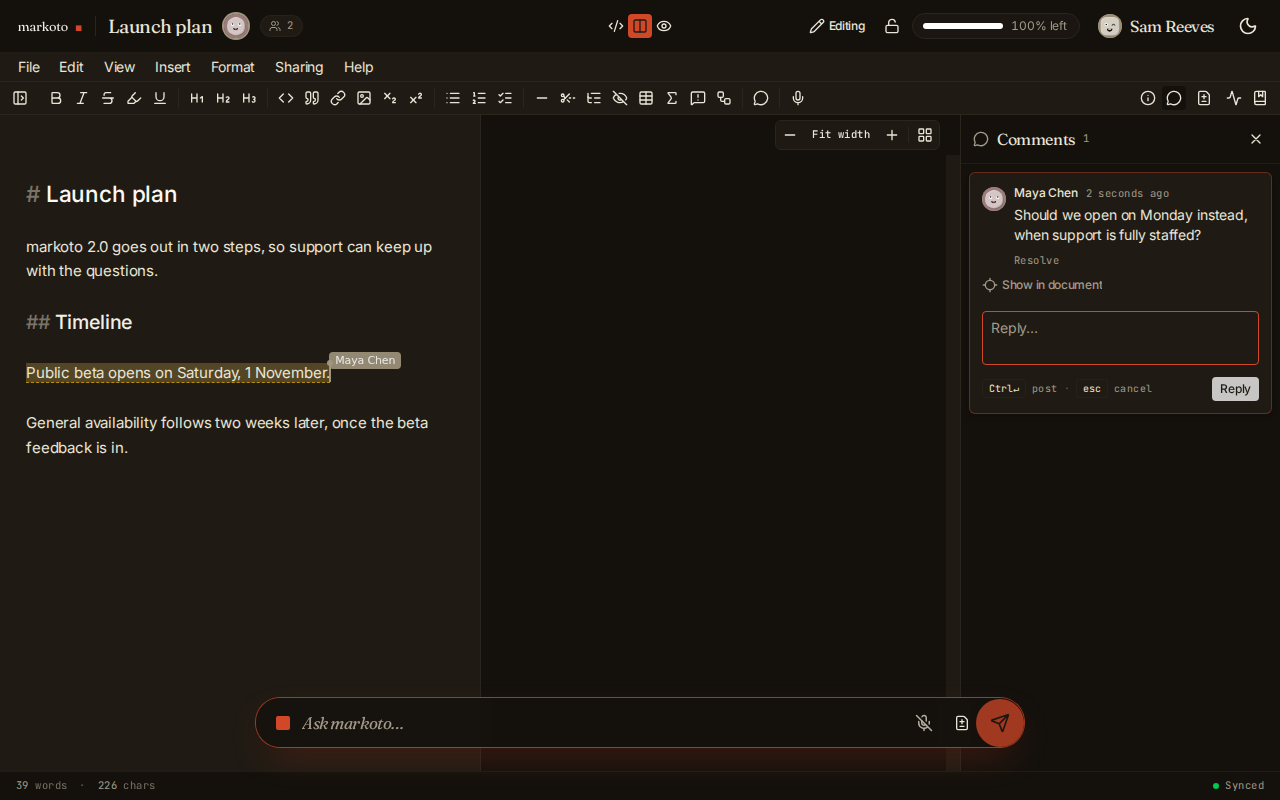 markoto
Launch plan
2
Editing
100% left
Sam Reeves
File Edit View Insert Format Sharing Help
H1 H2 H3
X2 X2
Fit width
Comments 1
# Launch plan
markoto 2.0 goes out in two steps, so support can keep up
with the questions.
## Timeline
Maya Chen
Public beta opens on Saturday, 1 November.
General availability follows two weeks later, once the beta
feedback is in.
Maya Chen 2 seconds ago
Should we open on Monday instead,
when support is fully staffed?
Resolve
Show in document
Reply...
Ctrl↵ post · esc cancel
Reply
Ask markoto...
39 words · 226 chars
Synced